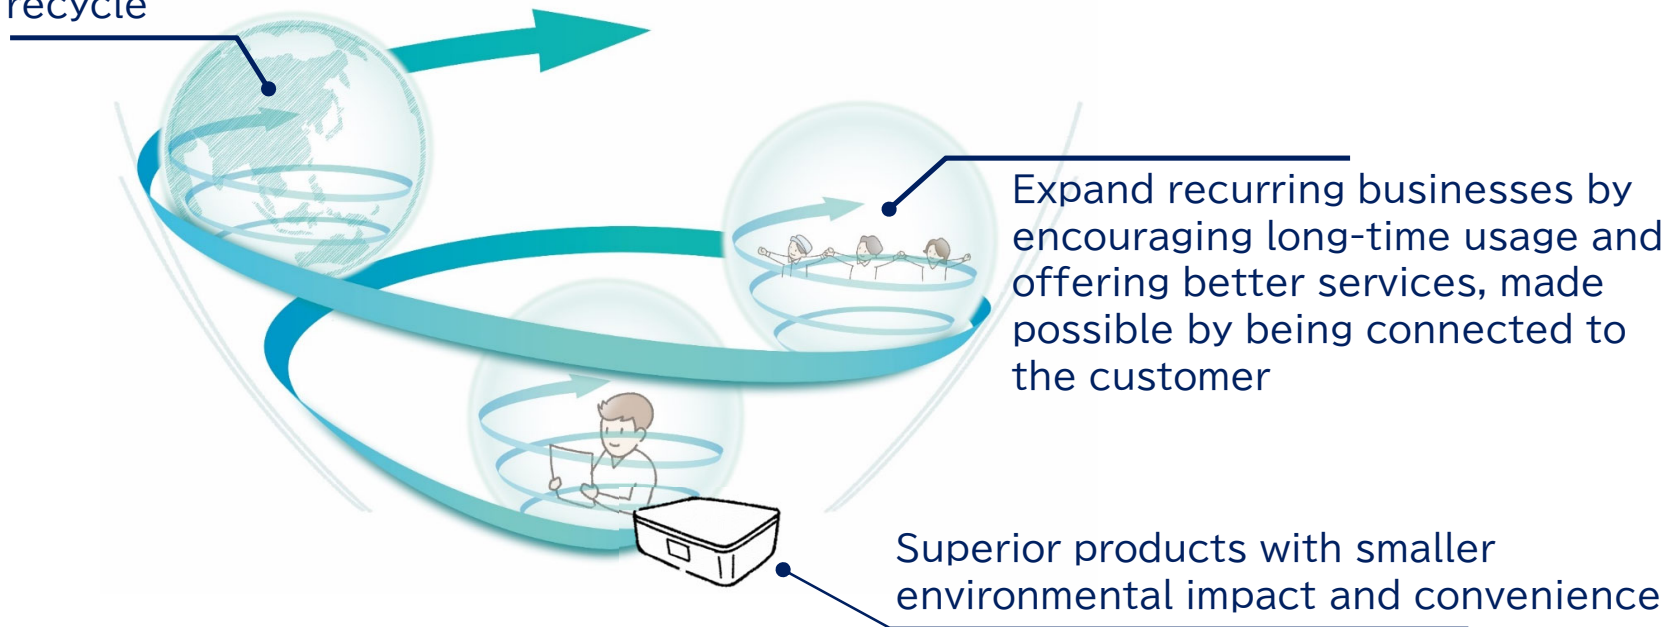 recycle
Expand recurring businesses by
encouraging long-time usage and
offering better services, made
possible by being connected to
the customer
Superior products with smaller
environmental impact and convenience